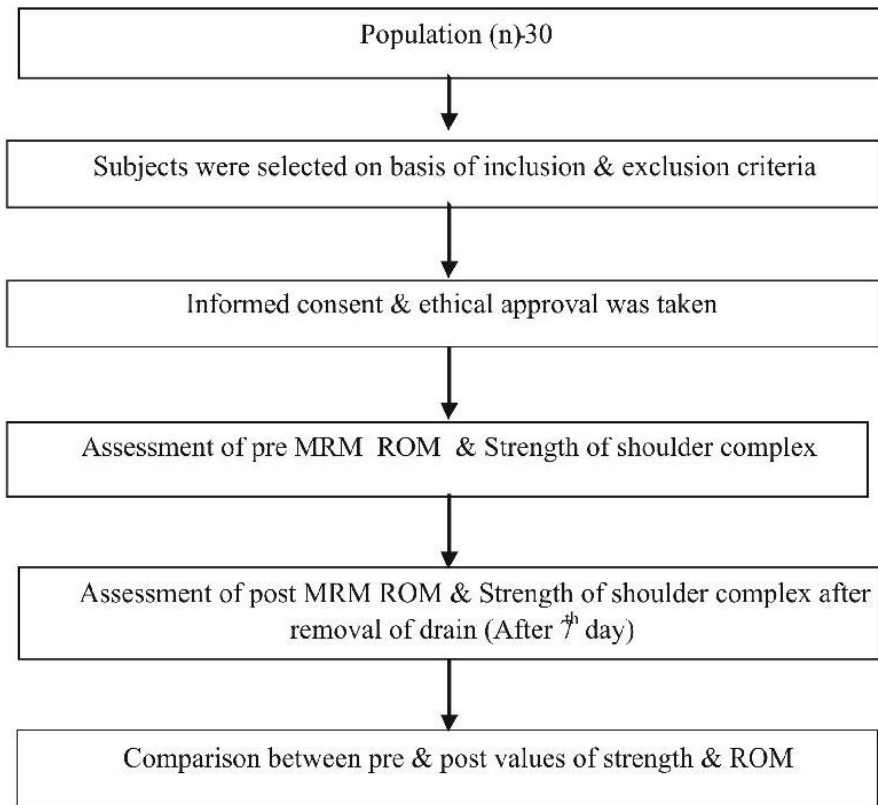 Population (n)-30
Subjects were selected on basis of inclusion & exclusion criteria
Informed consent & ethical approval was taken
Assessment of pre MRM ROM & Strength of shoulder complex
Assessment of post MRM ROM & Strength of shoulder complex after
removal of drain (After 7th day)
Comparison between pre & post values of strength & ROM